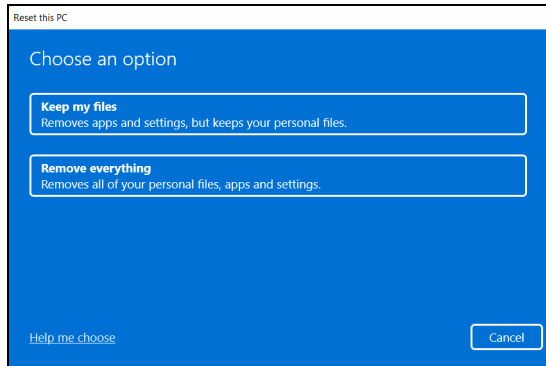 Reset this PC
Choose an option
Keep my files
Removes apps and settings, but keeps your personal files.
Remove everything
Removes all of your personal files, apps and settings.
Help me choose
Cancel